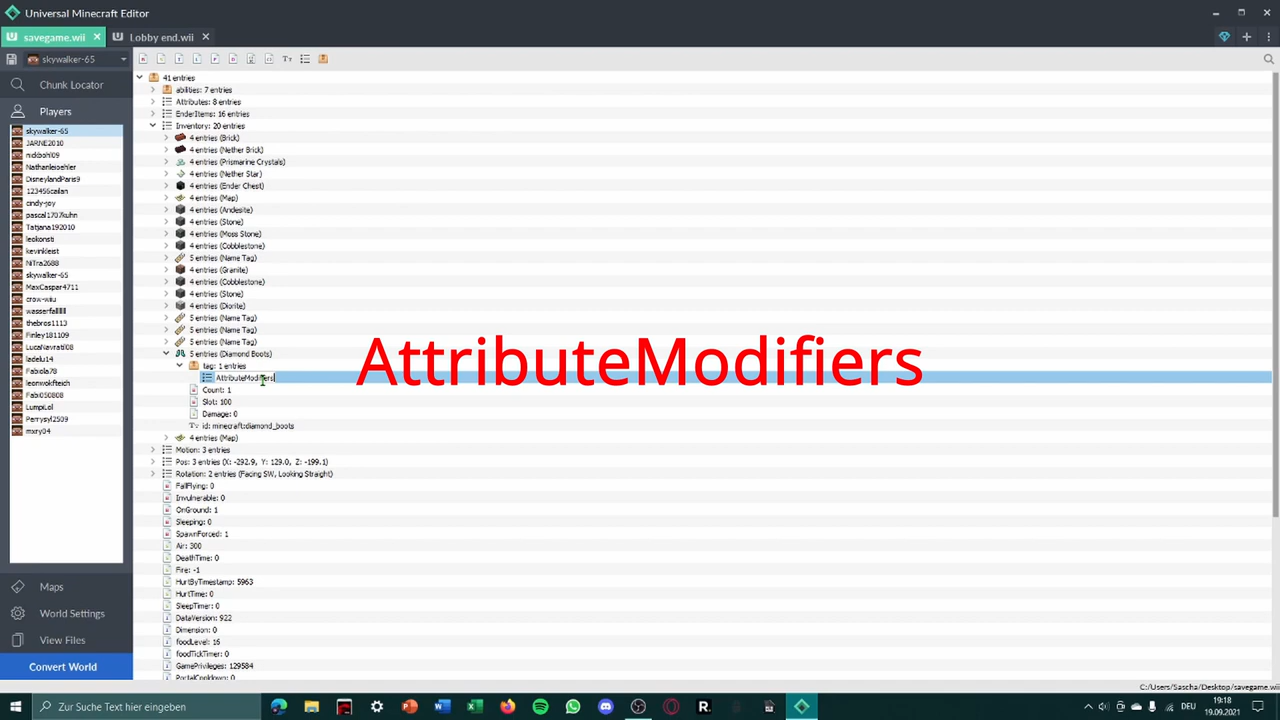 Universal Minecraft Editor
savegame.wii
Lobby end.wii
skywalker-65
Chunk Locator
Players
skywalker-65
JARNE2010
nickbohl09
Nathanleioehler
DisneylandParis9
123456cailan
cindy-joy
pascal1707kuhn
Tatjana192010
leokonsti
kevinkleist
NiTra2688
skywalker-65
MaxCaspar4711
crow-wiiu
thebros1113
Finley181109
LucaNavratil08
ladelu14
Fabiola78
leonwokfteich
Fabi050808
LumpiLol
Perrysyl2509
mxry04
Maps
World Settings
View Files
Convert World
41 entries
abilities: 7 entries
Attributes: 8 entries
EnderItems: 16 entries
Inventory: 20 entries
4 entries (Brick)
4 entries (Nether Brick)
4 entries (Prismarine Crystals)
4 entries (Nether Star)
4 entries (Ender Chest)
4 entries (Map)
4 entries (Andesite)
4 entries (Stone)
4 entries (Moss Stone)
4 entries (Cobblestone)
5 entries (Name Tag)
4 entries (Granite)
4 entries (Cobblestone)
4 entries (Stone)
4 entries (Diorite)
5 entries (Name Tag)
5 entries (Name Tag)
5 entries (Name Tag)
5 entries (Diamond Boots)
tag: 1 entries
AttributeModifiers
Count: 1
Slot: 100
Damage: 0
id: minecraft:diamond_boots
4 entries (Map)
Motion: 3 entries
Pos: 3 entries (X: -292.9, Y: 129.0, Z: -199.1)
Rotation: 2 entries (Facing SW, Looking Straight)
FallFlying: 0
Invulnerable: 0
OnGround: 1
Sleeping: 0
SpawnForced: 1
Air: 300
DeathTime: 0
Fire: -1
HurtByTimestamp: 5963
HurtTime: 0
SleepTimer: 0
DataVersion: 922
Dimension: 0
foodLevel: 16
foodTickTimer: 0
GamePrivileges: 129584
PortalCooldown: 0
AttributeModifiers
C:/Users/Sascha/Desktop/savegame.wii
Zur Suche Text hier eingeben
DEU
19:18
19.09.2021